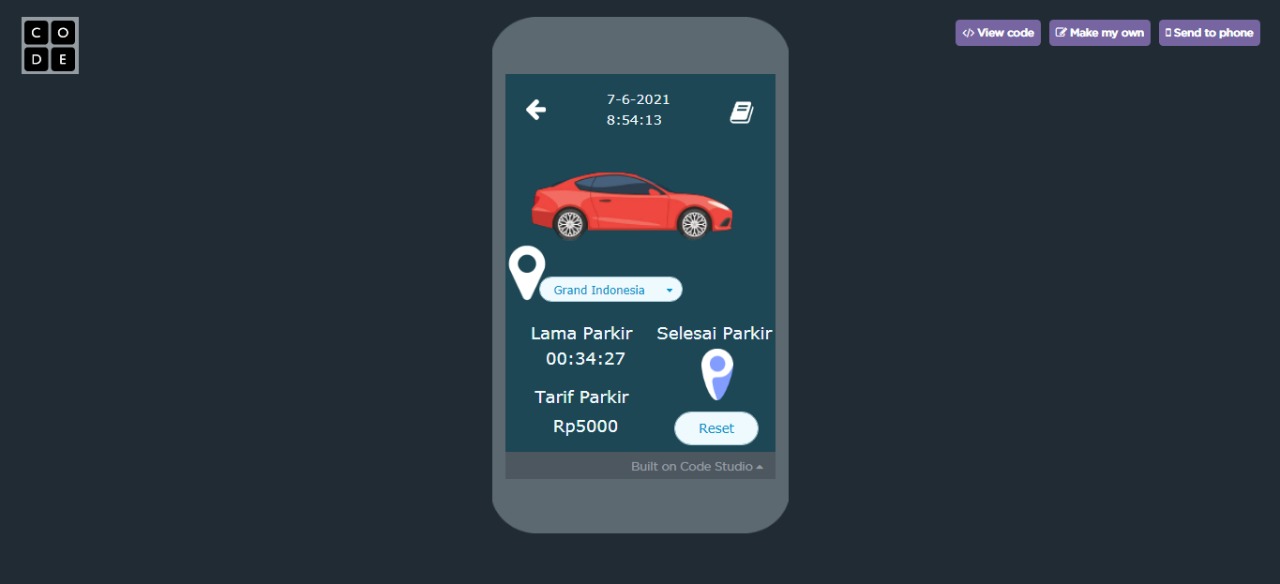 CODE
View code
Make my own
Send to phone
7-6-2021
8:54:13
Grand Indonesia
Lama Parkir
Selesai Parkir
00:34:27
Tarif Parkir
Rp5000
Reset
Built on Code Studio